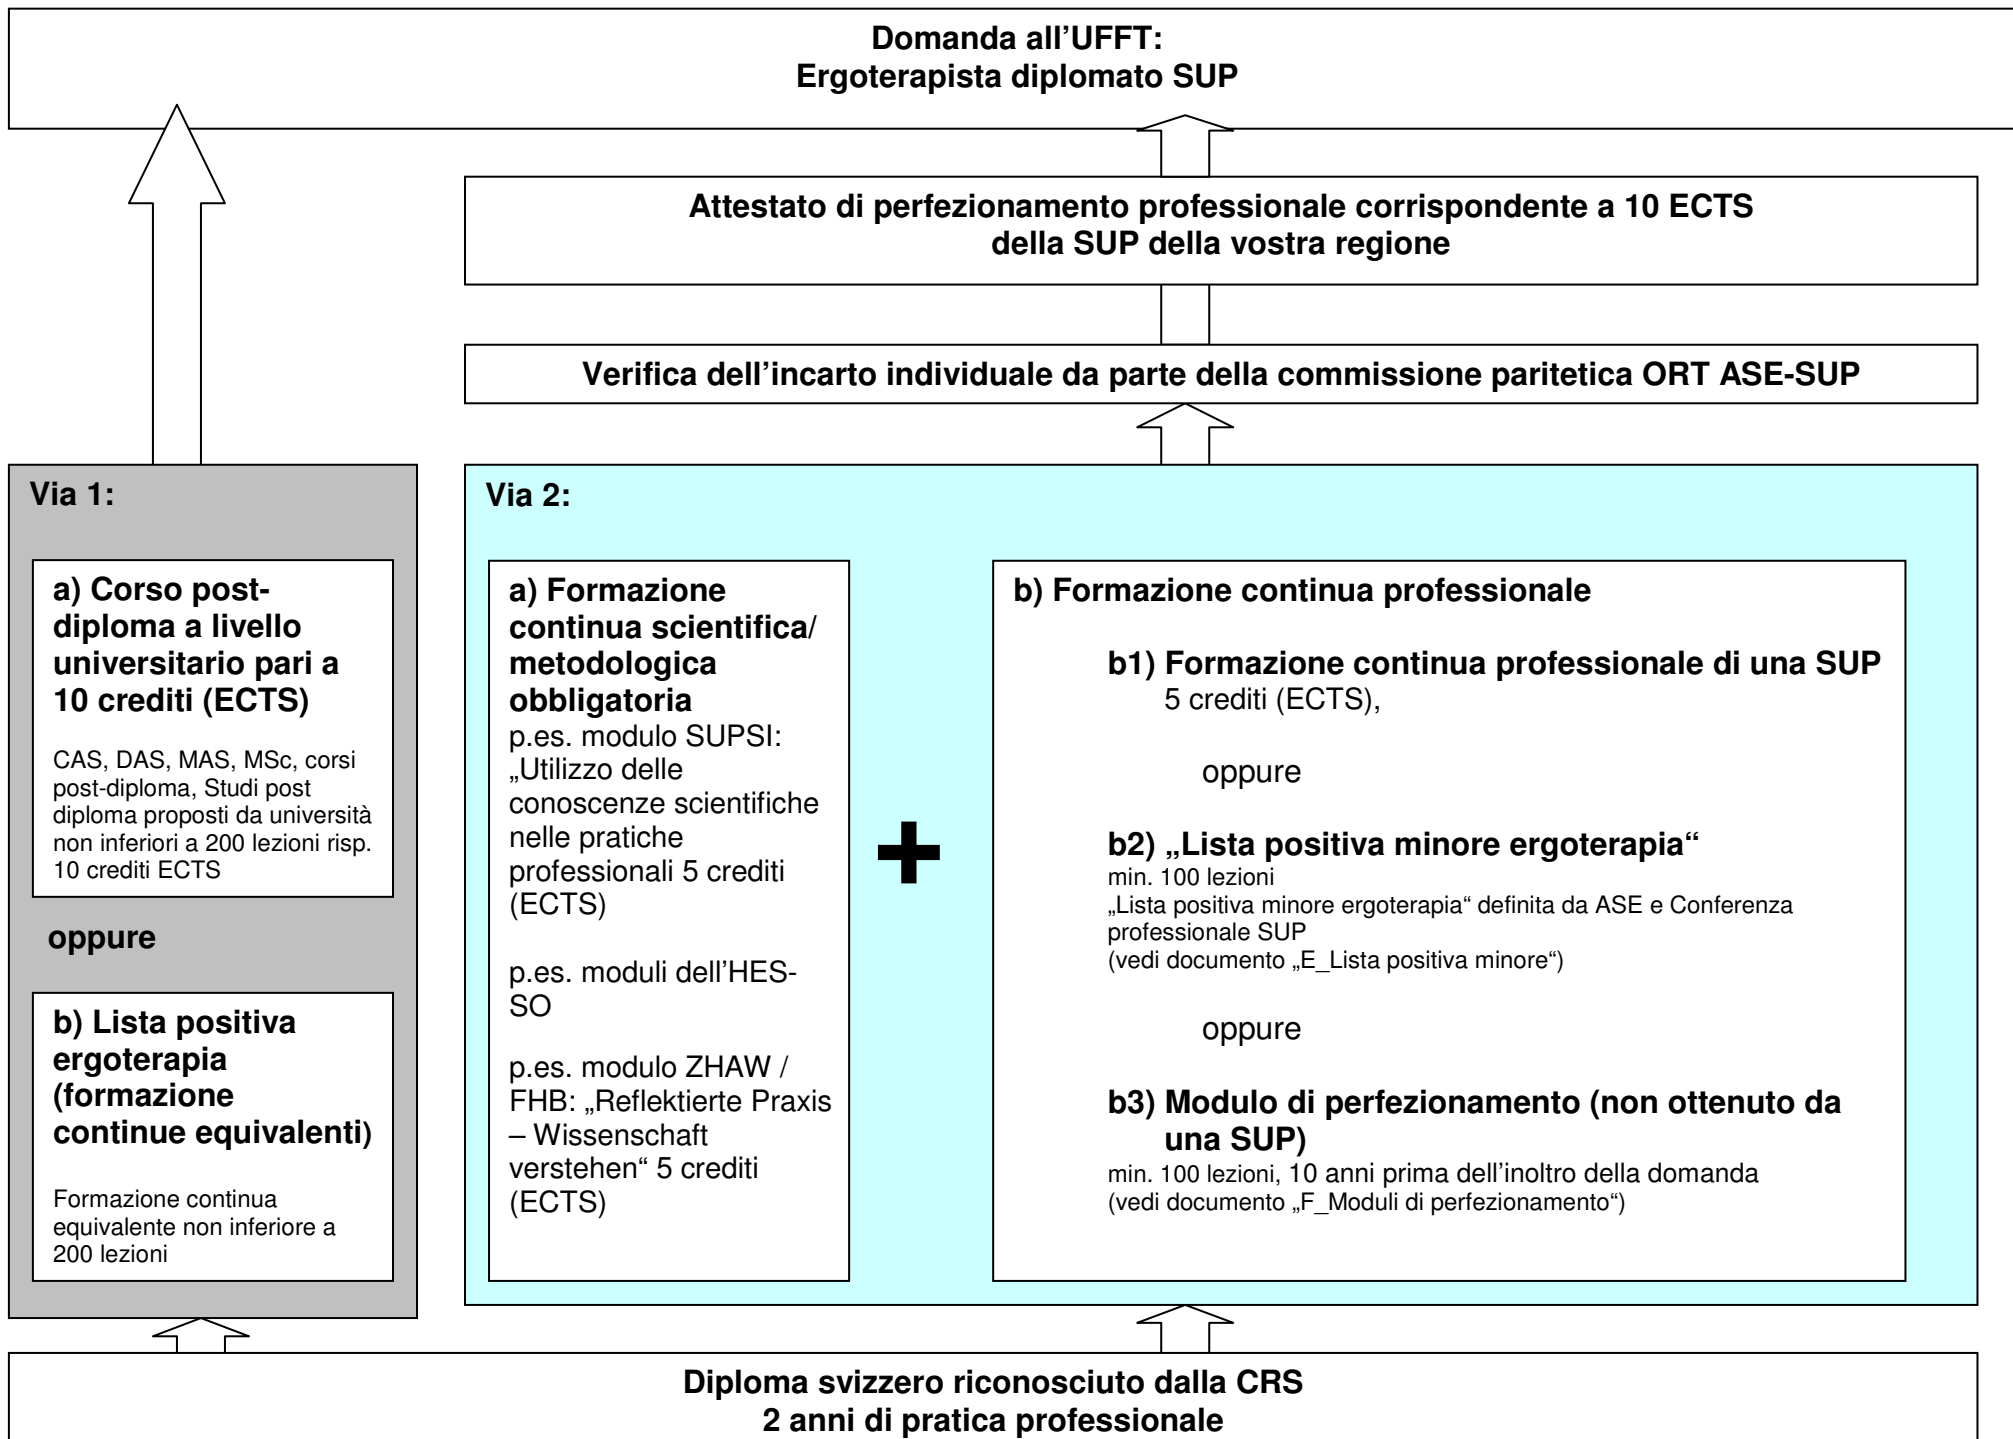 Domanda all'UFFT:
Ergoterapista diplomato SUP
Attestato di perfezionamento professionale corrispondente a 10 ECTS
della SUP della vostra regione
Verifica dell'incarto individuale da parte della commissione paritetica ORT ASE-SUP
Via 1:
a) Corso post-
diploma a livello
universitario pari a
10 crediti (ECTS)
CAS, DAS, MAS, MSc, corsi
post-diploma, Studi post
diploma proposti da università
non inferiori a 200 lezioni risp.
10 crediti ECTS
oppure
b) Lista positiva
ergoterapia
(formazione
continue equivalenti)
Formazione continua
equivalente non inferiore a
200 lezioni
Via 2:
a) Formazione
continua scientifica/
metodologica
obbligatoria
p.es. modulo SUPSI:
„Utilizzo delle
conoscenze scientifiche
nelle pratiche
professionali 5 crediti
(ECTS)
p.es. moduli dell'HES-
SO
p.es. modulo ZHAW /
FHB: „Reflektierte Praxis
– Wissenschaft
verstehen“ 5 crediti
(ECTS)
+
b) Formazione continua professionale
b1) Formazione continua professionale di una SUP
5 crediti (ECTS),
oppure
b2) „Lista positiva minore ergoterapia“
min. 100 lezioni
„Lista positiva minore ergoterapia“ definita da ASE e Conferenza
professionale SUP
(vedi documento „E_Lista positiva minore“)
oppure
b3) Modulo di perfezionamento (non ottenuto da
una SUP)
min. 100 lezioni, 10 anni prima dell'inoltro della domanda
(vedi documento „F_Moduli di perfezionamento“)
Diploma svizzero riconosciuto dalla CRS
2 anni di pratica professionale